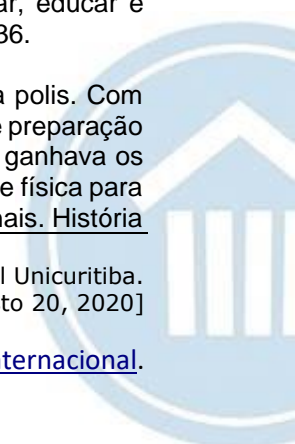 ar, educar e
36.
a polis. Com
e preparação
ganhava os
e física para
nais. História
l Unicuritiba.
to 20, 2020]
nternacional.